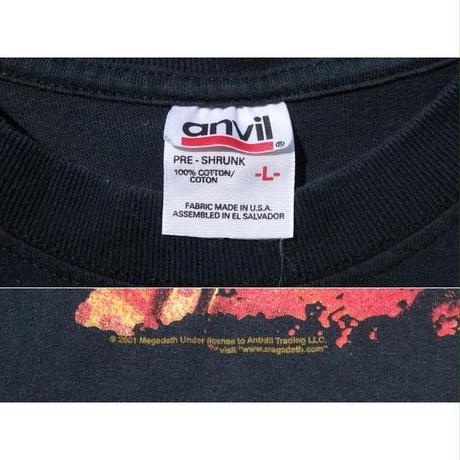 anvil®
PRE - SHRUNK
100% COTTON/
COTON
-L-
FABRIC MADE IN U.S.A.
ASSEMBLED IN EL SALVADOR
© 2001 Megadeth Under license to Anthill Trading LLC.
visit "www.megadeth.com"